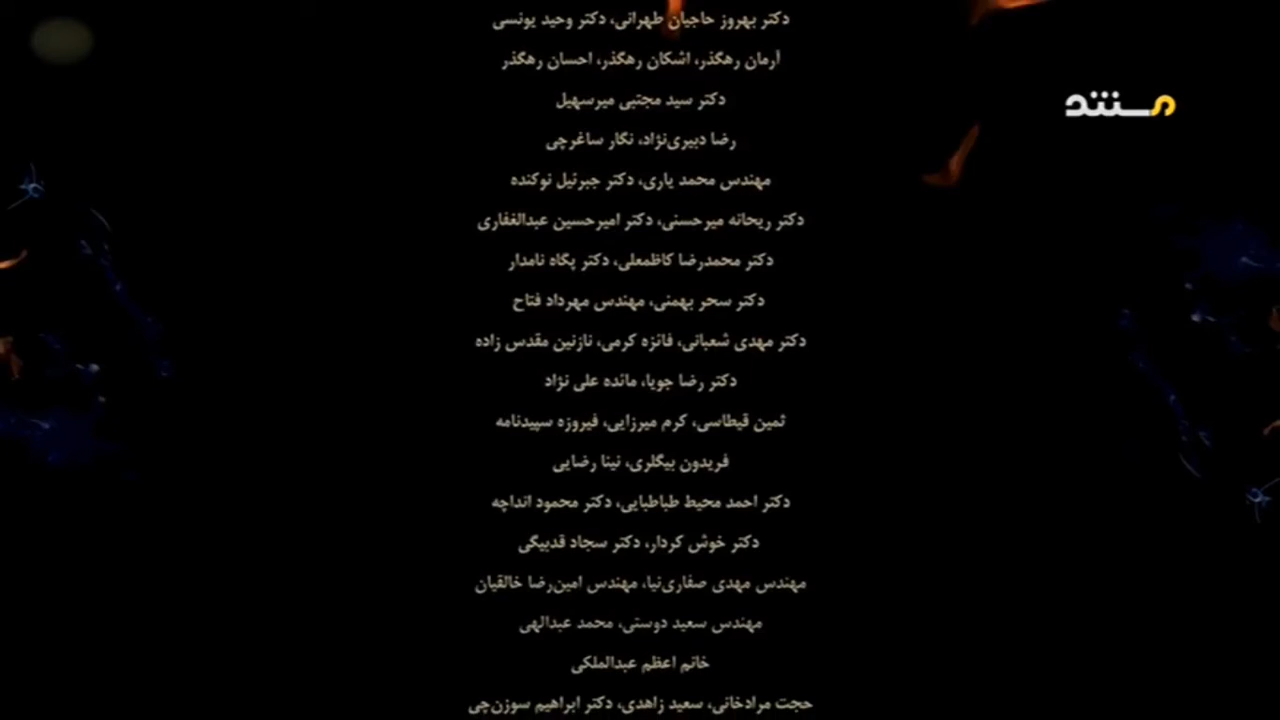 دکتر بهروز حاجیان طهرانی، دکتر وحید یونسی
آرمان رهگذر، اشکان رهگذر، احسان رهگذر
دکتر سید مجتبی میرسهیل
مستند
رضا دبیری‌نژاد، نگار ساغرچی
مهندس محمد یاری، دکتر جبرئیل نوکنده
دکتر ریحانه میرحسنی، دکتر امیرحسین عبدالغفاری
دکتر محمدرضا کاظمعلی، دکتر پگاه نامدار
دکتر سحر بهمنی، مهندس مهرداد فتاح
دکتر مهدی شعبانی، فائزه کرمی، نازنین مقدس زاده
دکتر رضا جویا، مائده علی نژاد
ثمین قیطاسی، کرم میرزایی، فیروزه سپیدنامه
فریدون بیگلری، نینا رضایی
دکتر احمد محیط طباطبایی، دکتر محمود انداچه
دکتر خوش کردار، دکتر سجاد قدبیگی
مهندس مهدی صفاری‌نیا، مهندس امین‌رضا خالقیان
مهندس سعید دوستی، محمد عبدالهی
خانم اعظم عبدالملکی
حجت مرادخانی، سعید زاهدی، دکتر ابراهیم سوزن‌چی